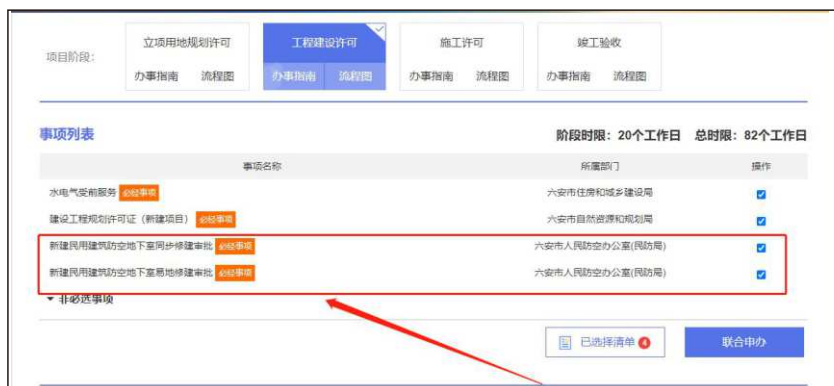 项目阶段：
立项用地规划许可 工程建设许可 施工许可 竣工验收
办事指南 流程图 办事指南 流程图 办事指南 流程图 办事指南 流程图
事项列表 阶段时限：20个工作日 总时限：82个工作日
事项名称 所属部门 操作
水电气受前服务 必经事项 六安市住房和城乡建设局
建设工程规划许可证（新建项目） 必经事项 六安市自然资源和规划局
新建民用建筑防空地下室同步修建审批 必经事项 六安市人民防空办公室(民防局)
新建民用建筑防空地下室易地修建审批 必经事项 六安市人民防空办公室(民防局)
非必选事项
已选择清单 4 联合申办